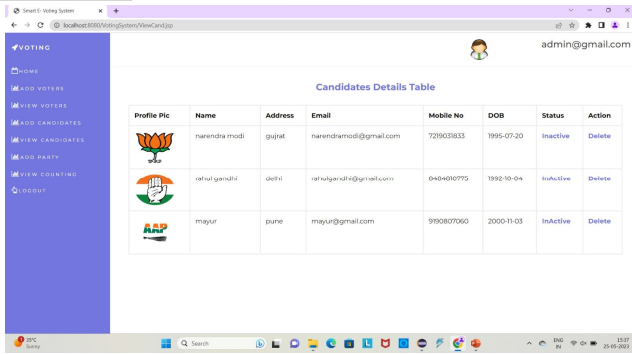 Smart E- Voting System
localhost:8080/VotingSystem/ViewCand.jsp
VOTING
admin@gmail.com
HOME
ADD VOTERS
VIEW VOTERS
ADD CANDIDATES
VIEW CANDIDATES
ADD PARTY
VIEW COUNTING
LOGOUT
Candidates Details Table
Profile Pic Name Address Email Mobile No DOB Status Action
narendra modi gujrat narendramodi@gmail.com 7219031833 1995-07-20 Inactive Delete
rahul gandhi delhi rahulgandhi@gmail.com 1992-10-04 InActive Delete
AAP mayur pune mayur@gmail.com 9190807060 2000-11-03 InActive Delete
35°C
Sunny
Search
ENG
IN
15:37
25-05-2023